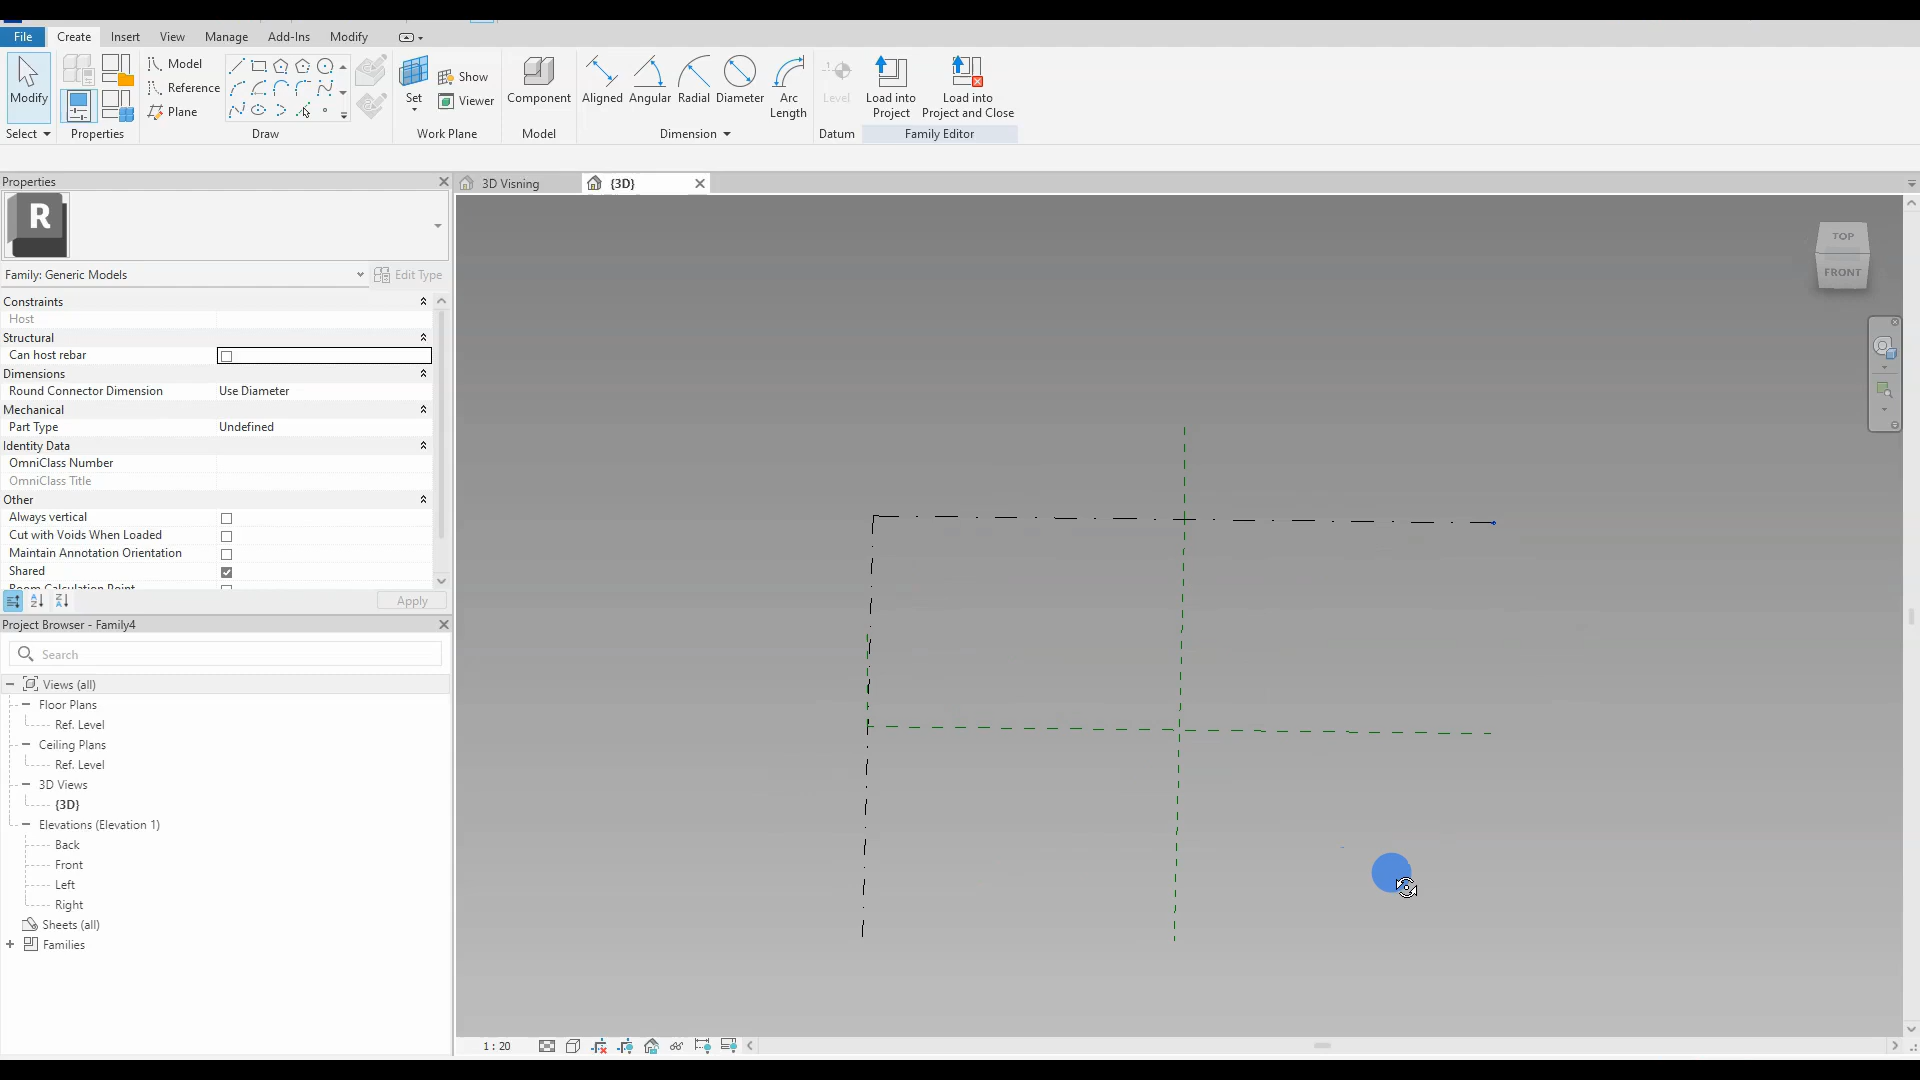 File Create Insert View Manage Add-Ins Modify
Modify
Select
Properties
Model
Reference
Plane
Draw
Set
Show
Viewer
Work Plane
Component
Model
Aligned Angular Radial Diameter Arc Length
Dimension
Level
Datum
Load into Project
Load into Project and Close
Family Editor
Properties
3D Visning
{3D}
R
Family: Generic Models
Edit Type
Constraints
Host
Structural
Can host rebar
Dimensions
Round Connector Dimension Use Diameter
Mechanical
Part Type Undefined
Identity Data
OmniClass Number
OmniClass Title
Other
Always vertical
Cut with Voids When Loaded
Maintain Annotation Orientation
Shared
Room Calculation Point
Apply
Project Browser - Family4
Search
Views (all)
Floor Plans
Ref. Level
Ceiling Plans
Ref. Level
3D Views
{3D}
Elevations (Elevation 1)
Back
Front
Left
Right
Sheets (all)
Families
TOP
FRONT
1 : 20